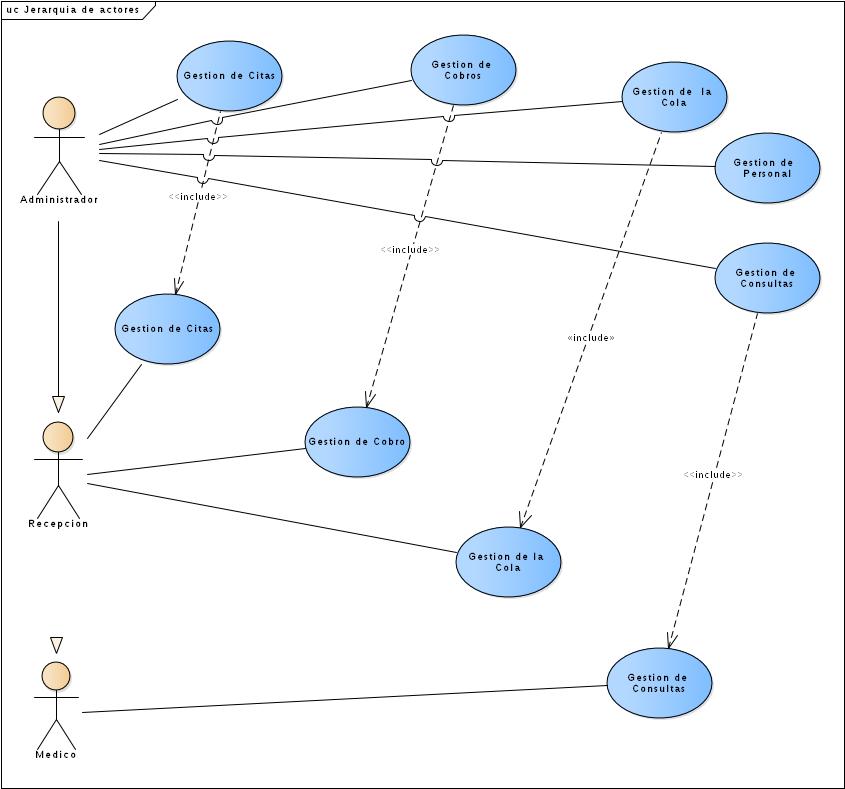 uc Jerarquia de actores
Gestion de Citas
Gestion de
Cobros
Gestion de la
Cola
Gestion de
Personal
Administrador
<<include>>
<<include>>
Gestion de
Consultas
Gestion de Citas
«include»
Gestion de Cobro
<<include>>
Recepcion
Gestion de la
Cola
Gestion de
Consultas
Medico